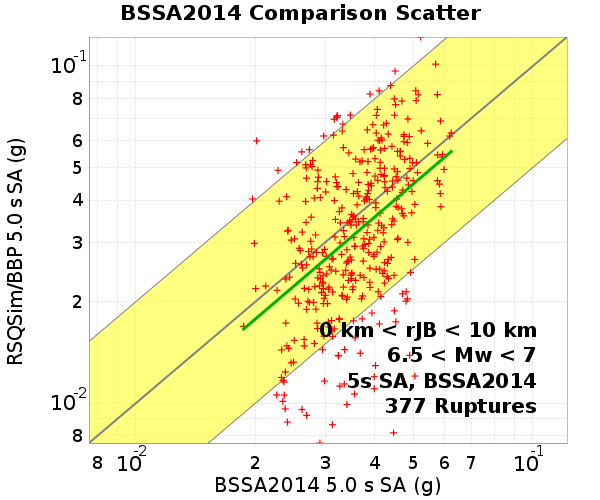 BSSA2014 Comparison Scatter
RSQSim/BBP 5.0 s SA (g)
10^-1
8
6
5
4
3
2
10^-2
8
0 km < rJB < 10 km
6.5 < Mw < 7
5s SA, BSSA2014
377 Ruptures
8 10^-2 2 3 4 5 6 7 10^-1
BSSA2014 5.0 s SA (g)